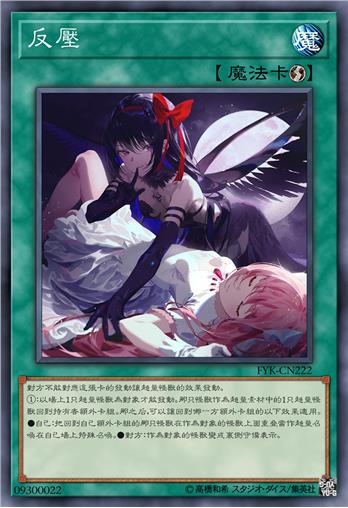 反壓
魔
【魔法卡】
FYK-CN222
對方不能對應這張卡的發動讓超量怪獸的效果發動。
①:以場上1只超量怪獸為對象才能發動。那只怪獸作為超量素材中的1只超量怪
獸回到持有者額外卡組。那之后,可以讓回到哪一方額外卡組的以下效果適用。
●自己:把回到自己額外卡組的那只怪獸在作為對象的怪獸上面重疊當作超量召
喚在自己場上特殊召喚。●對方:作為對象的怪獸變成裏側守備表示。
09300022
©高橋和希 スタジオ・ダイス/集英社